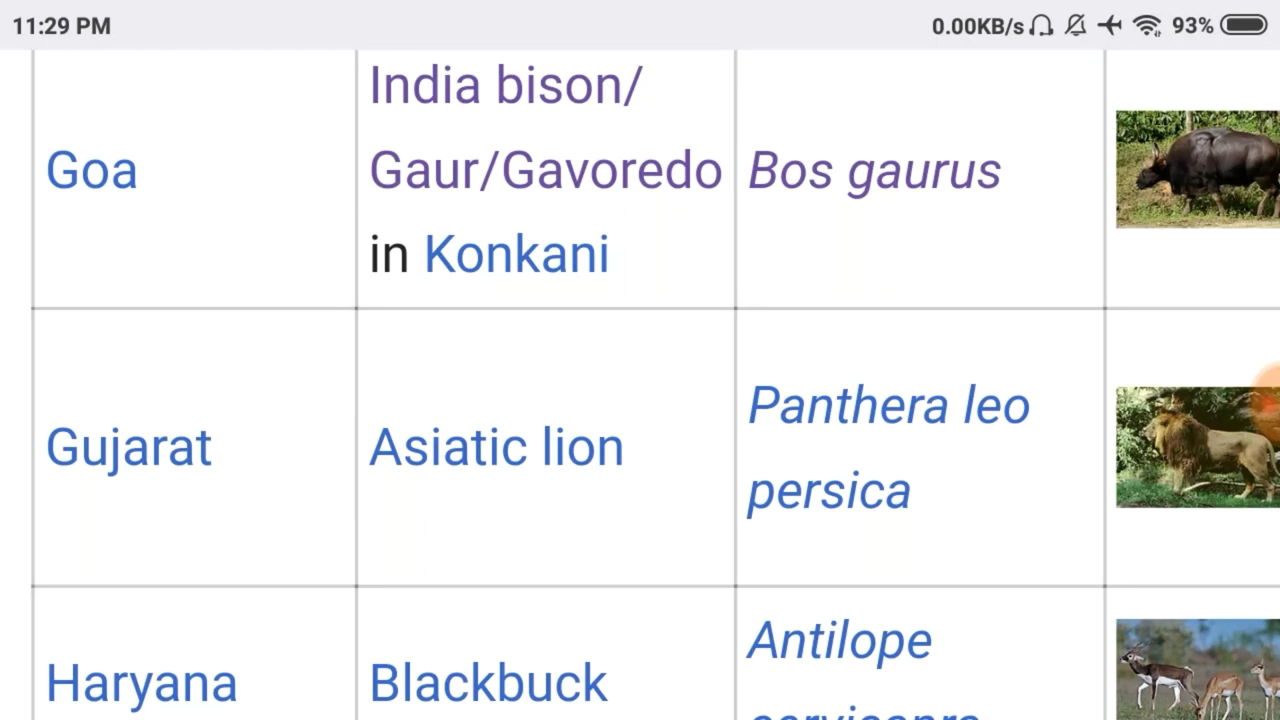 11:29 PM 0.00KB/s 93%
India bison/
Goa Gaur/Gavoredo Bos gaurus
in Konkani
Panthera leo
Gujarat Asiatic lion
persica
Antilope
Haryana Blackbuck